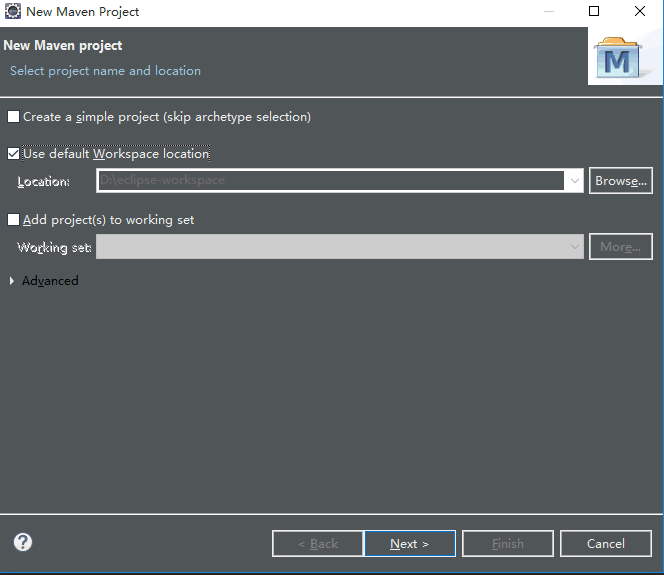 New Maven Project
New Maven project
Select project name and location
M
Create a simple project (skip archetype selection)
Use default Workspace location
Location: D:\eclipse-workspace Browse...
Add project(s) to working set
Working set: More...
Advanced
? < Back Next > Finish Cancel